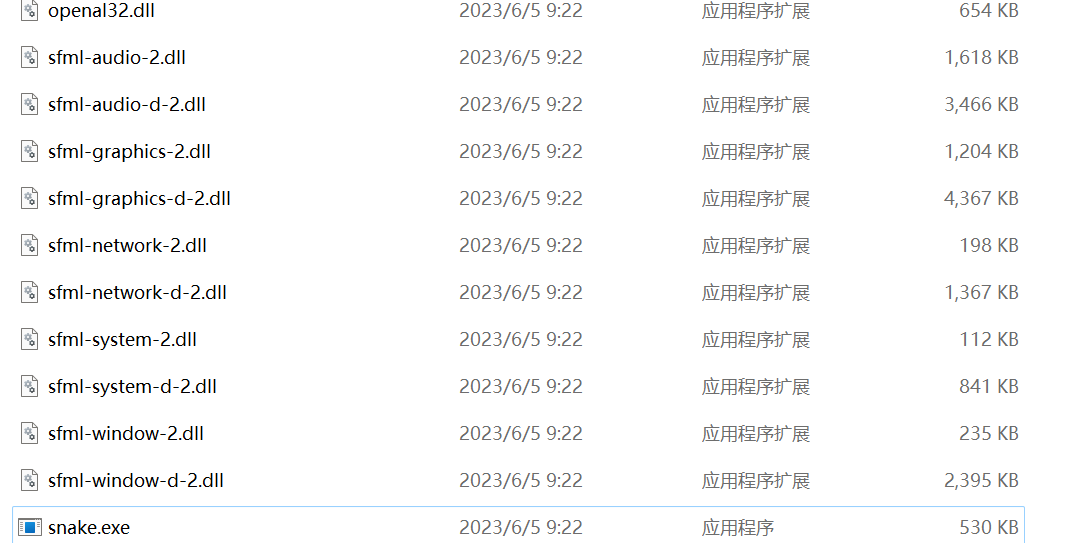 openal32.dll 2023/6/5 9:22 应用程序扩展 654 KB
sfml-audio-2.dll 2023/6/5 9:22 应用程序扩展 1,618 KB
sfml-audio-d-2.dll 2023/6/5 9:22 应用程序扩展 3,466 KB
sfml-graphics-2.dll 2023/6/5 9:22 应用程序扩展 1,204 KB
sfml-graphics-d-2.dll 2023/6/5 9:22 应用程序扩展 4,367 KB
sfml-network-2.dll 2023/6/5 9:22 应用程序扩展 198 KB
sfml-network-d-2.dll 2023/6/5 9:22 应用程序扩展 1,367 KB
sfml-system-2.dll 2023/6/5 9:22 应用程序扩展 112 KB
sfml-system-d-2.dll 2023/6/5 9:22 应用程序扩展 841 KB
sfml-window-2.dll 2023/6/5 9:22 应用程序扩展 235 KB
sfml-window-d-2.dll 2023/6/5 9:22 应用程序扩展 2,395 KB
snake.exe 2023/6/5 9:22 应用程序 530 KB